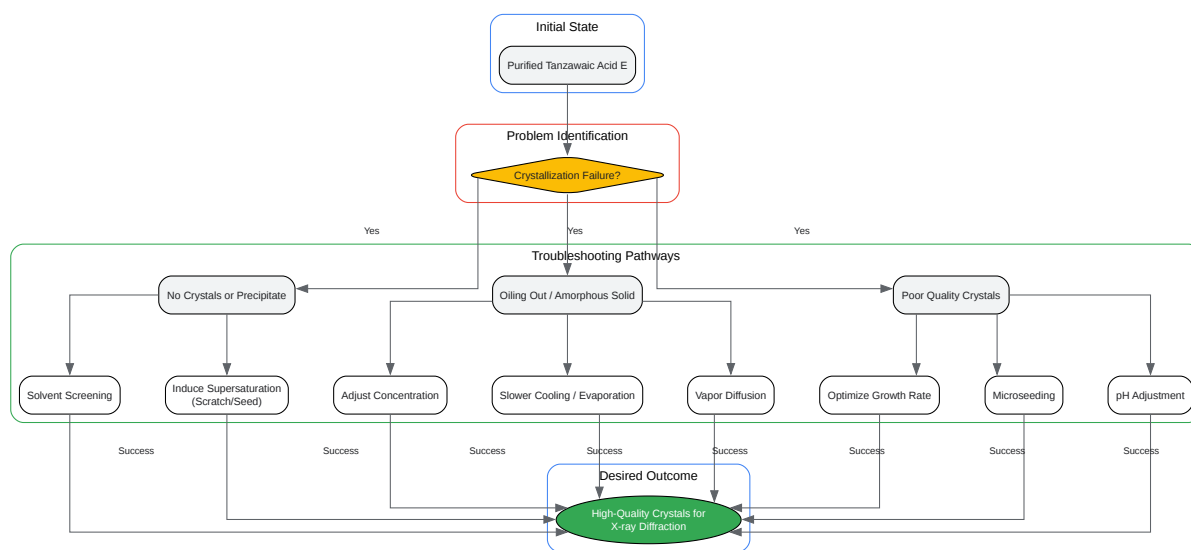 Initial State
Purified Tanzawaic Acid E
Problem Identification
Crystallization Failure?
Yes
Yes
Yes
Troubleshooting Pathways
No Crystals or Precipitate
Oiling Out / Amorphous Solid
Poor Quality Crystals
Solvent Screening
Induce Supersaturation
(Scratch/Seed)
Adjust Concentration
Slower Cooling / Evaporation
Vapor Diffusion
Optimize Growth Rate
Microseeding
pH Adjustment
Success
Success
Success
Success
Success
Success
Success
Success
Desired Outcome
High-Quality Crystals for
X-ray Diffraction